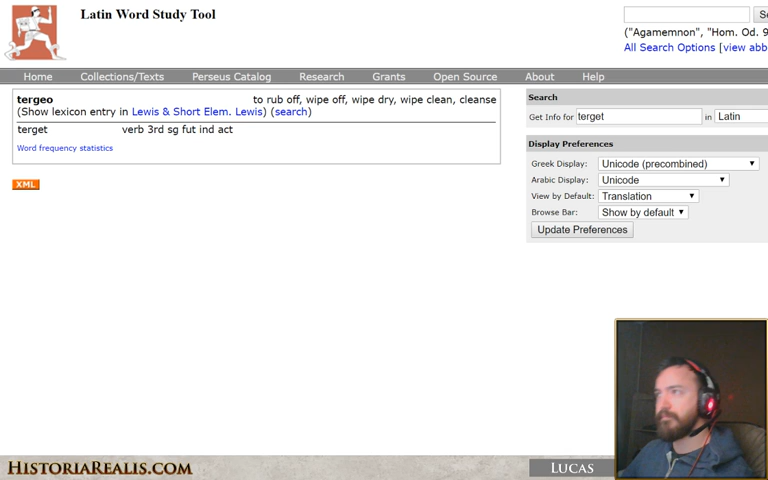 Latin Word Study Tool
Se
("Agamemnon", "Hom. Od. 9
All Search Options [view abb
Home Collections/Texts Perseus Catalog Research Grants Open Source About Help
tergeo to rub off, wipe off, wipe dry, wipe clean, cleanse
(Show lexicon entry in Lewis & Short Elem. Lewis) (search)
terget verb 3rd sg fut ind act
Word frequency statistics
XML
Search
Get Info for terget in Latin
Display Preferences
Greek Display: Unicode (precombined)
Arabic Display: Unicode
View by Default: Translation
Browse Bar: Show by default
Update Preferences
HistoriaRealis.com
Lucas